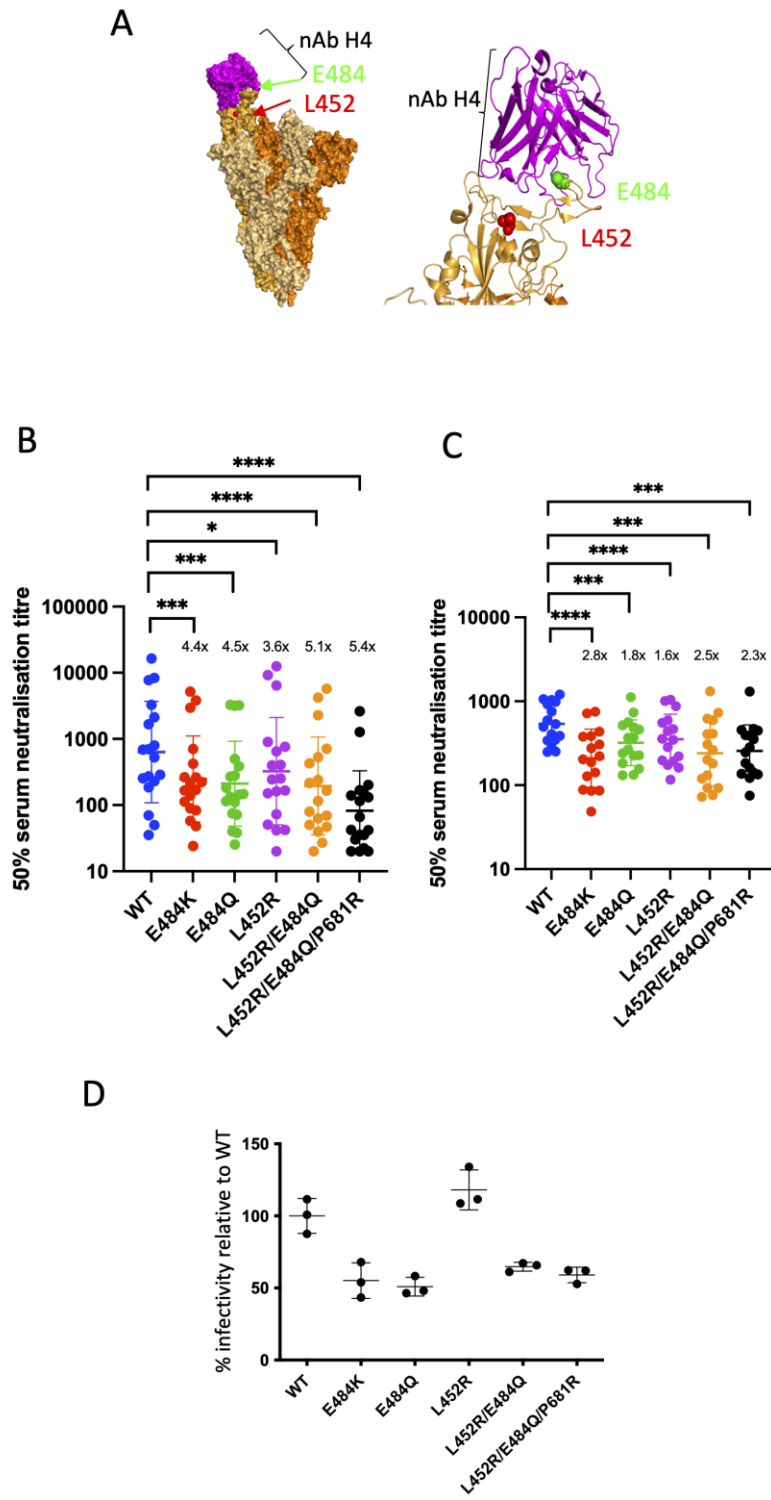 A
nAb H4
E484
L452
nAb H4
E484
L452
B
****
****
*
***
***
50% serum neutralisation titre
100000
10000
1000
100
10
4.4x
4.5x
3.6x
5.1x
5.4x
WT
E484K
E484Q
L452R
L452R/E484Q
L452R/E484Q/P681R
C
***
***
****
***
****
50% serum neutralisation titre
10000
1000
100
10
2.8x
1.8x
1.6x
2.5x
2.3x
WT
E484K
E484Q
L452R
L452R/E484Q
L452R/E484Q/P681R
D
% infectivity relative to WT
150
100
50
0
WT
E484K
E484Q
L452R
L452R/E484Q
L452R/E484Q/P681R